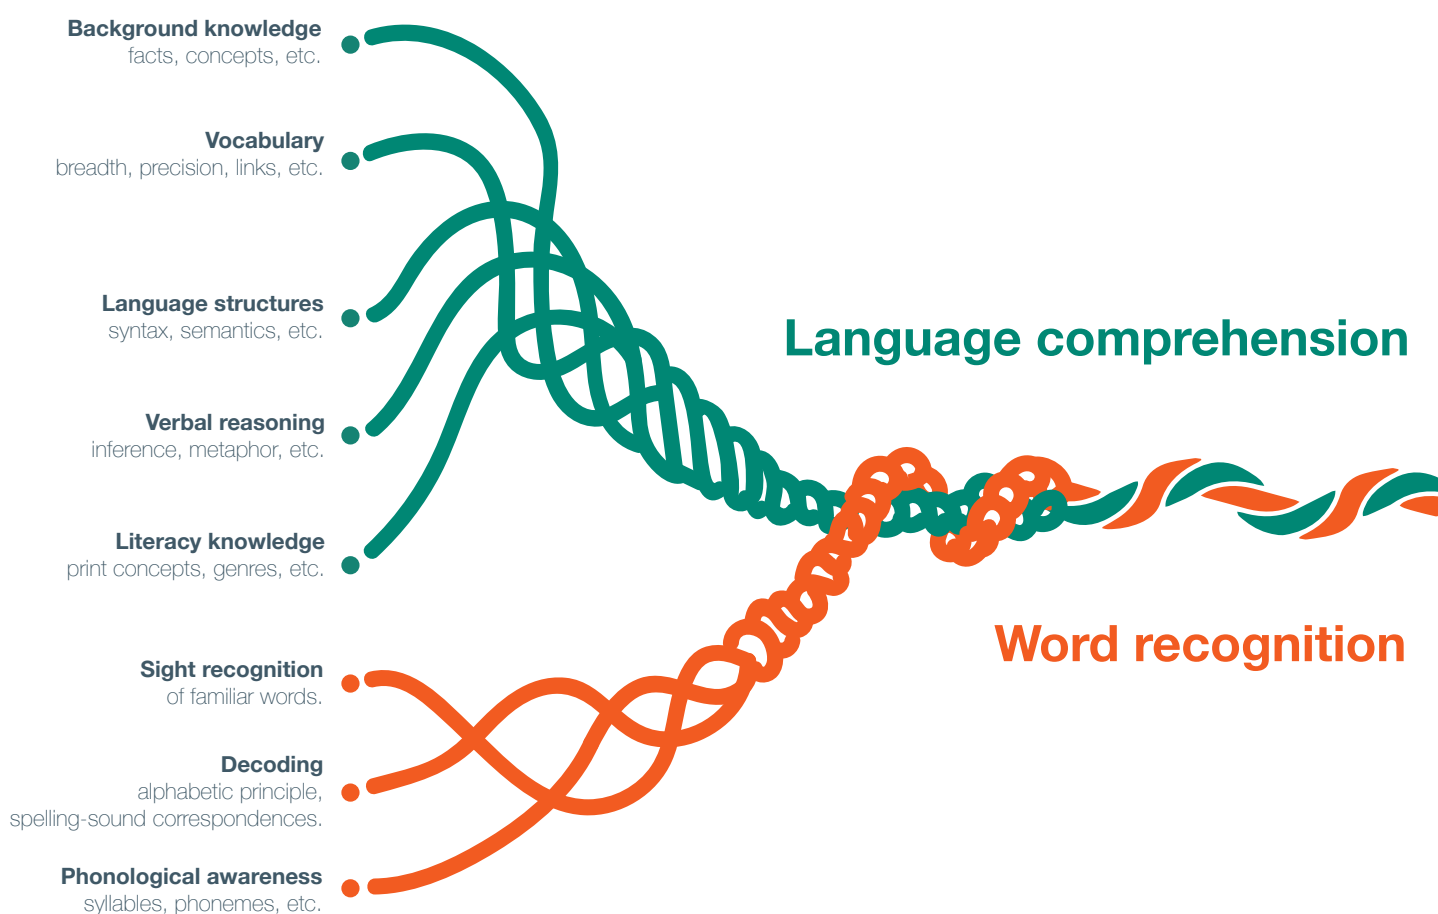 Background knowledge
facts, concepts, etc.
Vocabulary
breadth, precision, links, etc.
Language structures
syntax, semantics, etc.
Verbal reasoning
inference, metaphor, etc.
Literacy knowledge
print concepts, genres, etc.
Language comprehension
Word recognition
Sight recognition
of familiar words.
Decoding
alphabetic principle,
spelling-sound correspondences.
Phonological awareness
syllables, phonemes, etc.